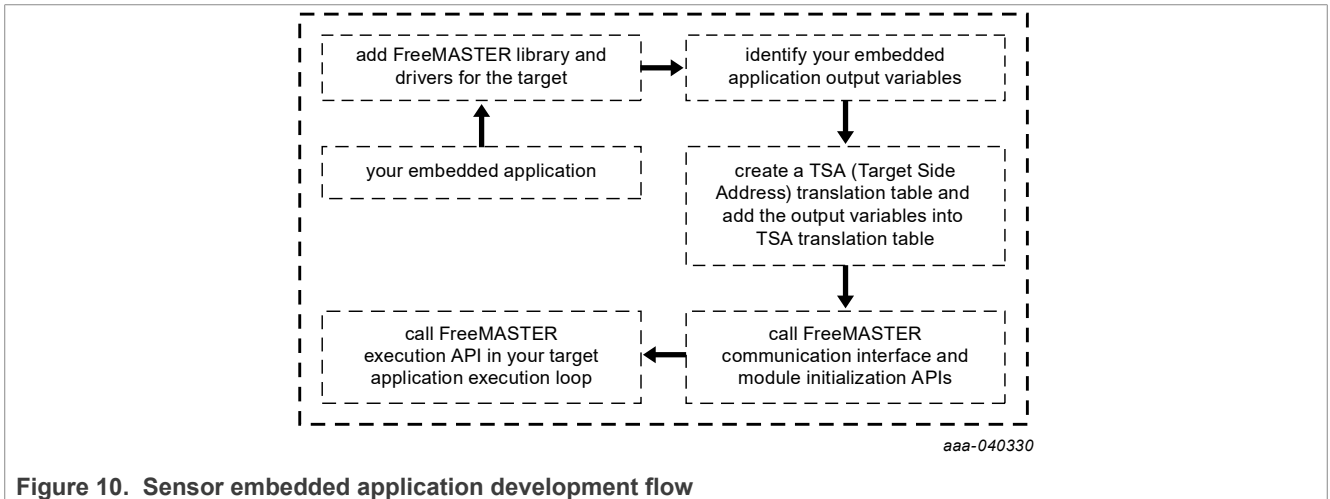 add FreeMASTER library and
drivers for the target
identify your embedded
application output variables
your embedded application
create a TSA (Target Side
Address) translation table and
add the output variables into
TSA translation table
call FreeMASTER
execution API in your target
application execution loop
call FreeMASTER
communication interface and
module initialization APIs
aaa-040330
Figure 10. Sensor embedded application development flow